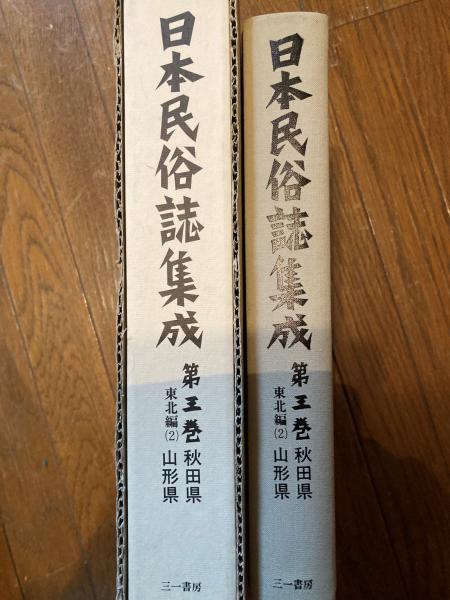 日本民俗誌集成
第三巻
東北編(2)
秋田県
山形県
三一書房
日本民俗誌集成
第三巻
東北編(2)
秋田県
山形県
三一書房